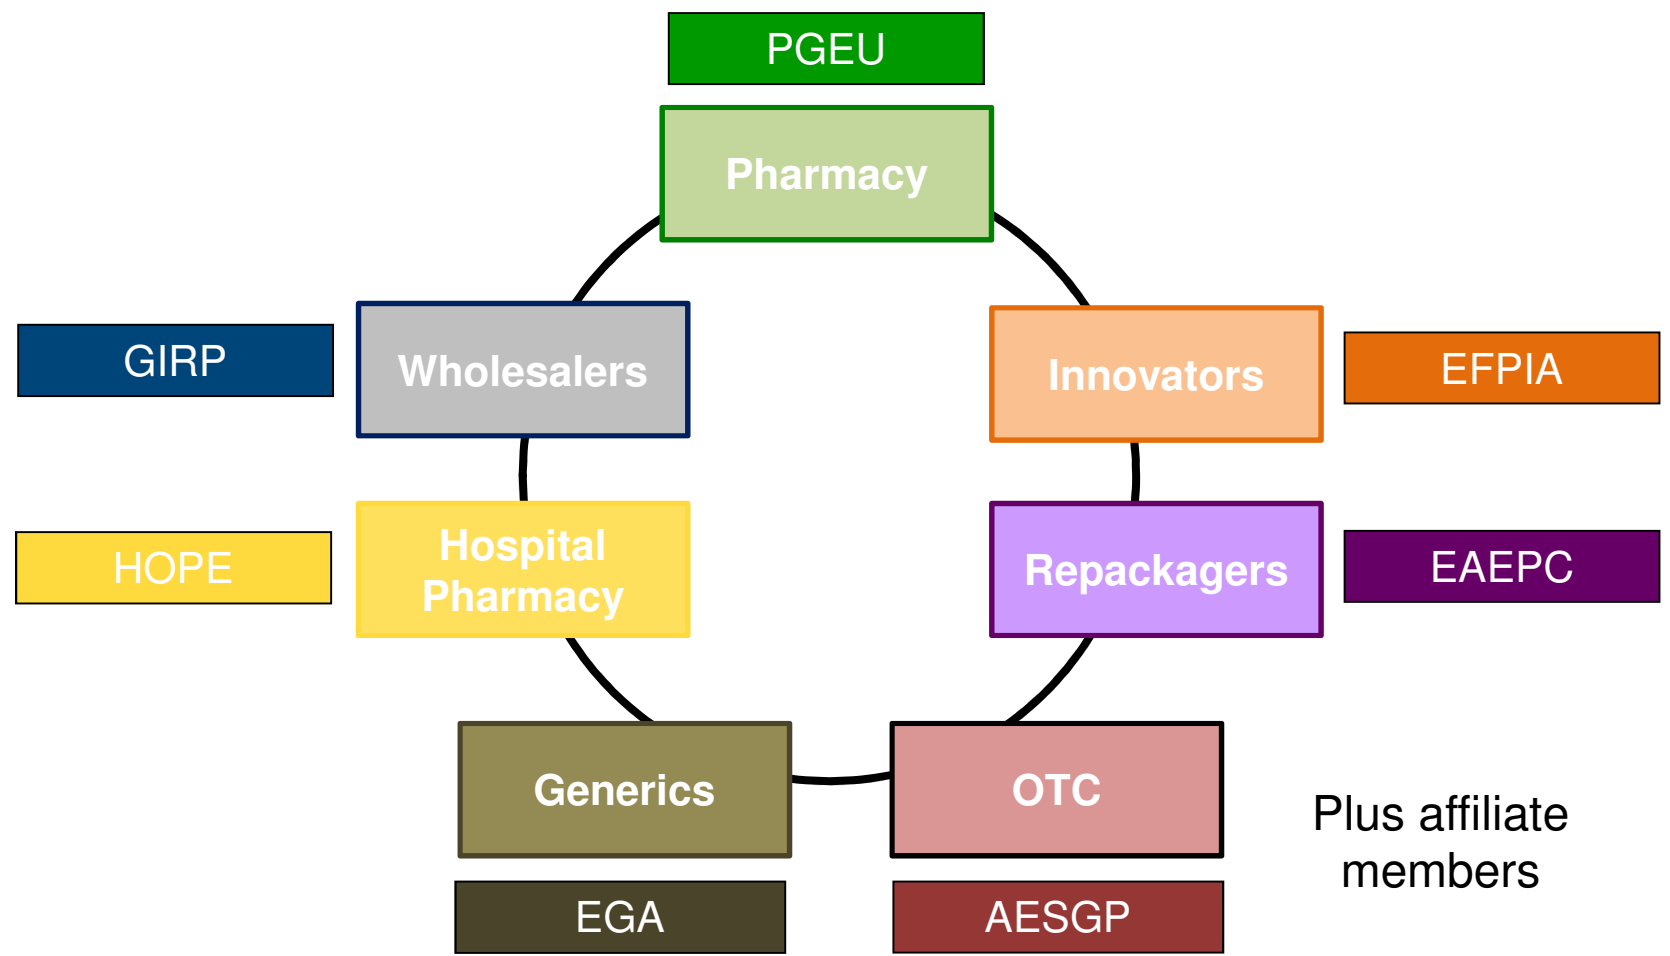 PGEU
Pharmacy
GIRP
Wholesalers
Innovators
EFPIA
HOPE
Hospital
Pharmacy
Repackagers
EAEPC
Generics
OTC
Plus affiliate
members
EGA
AESGP